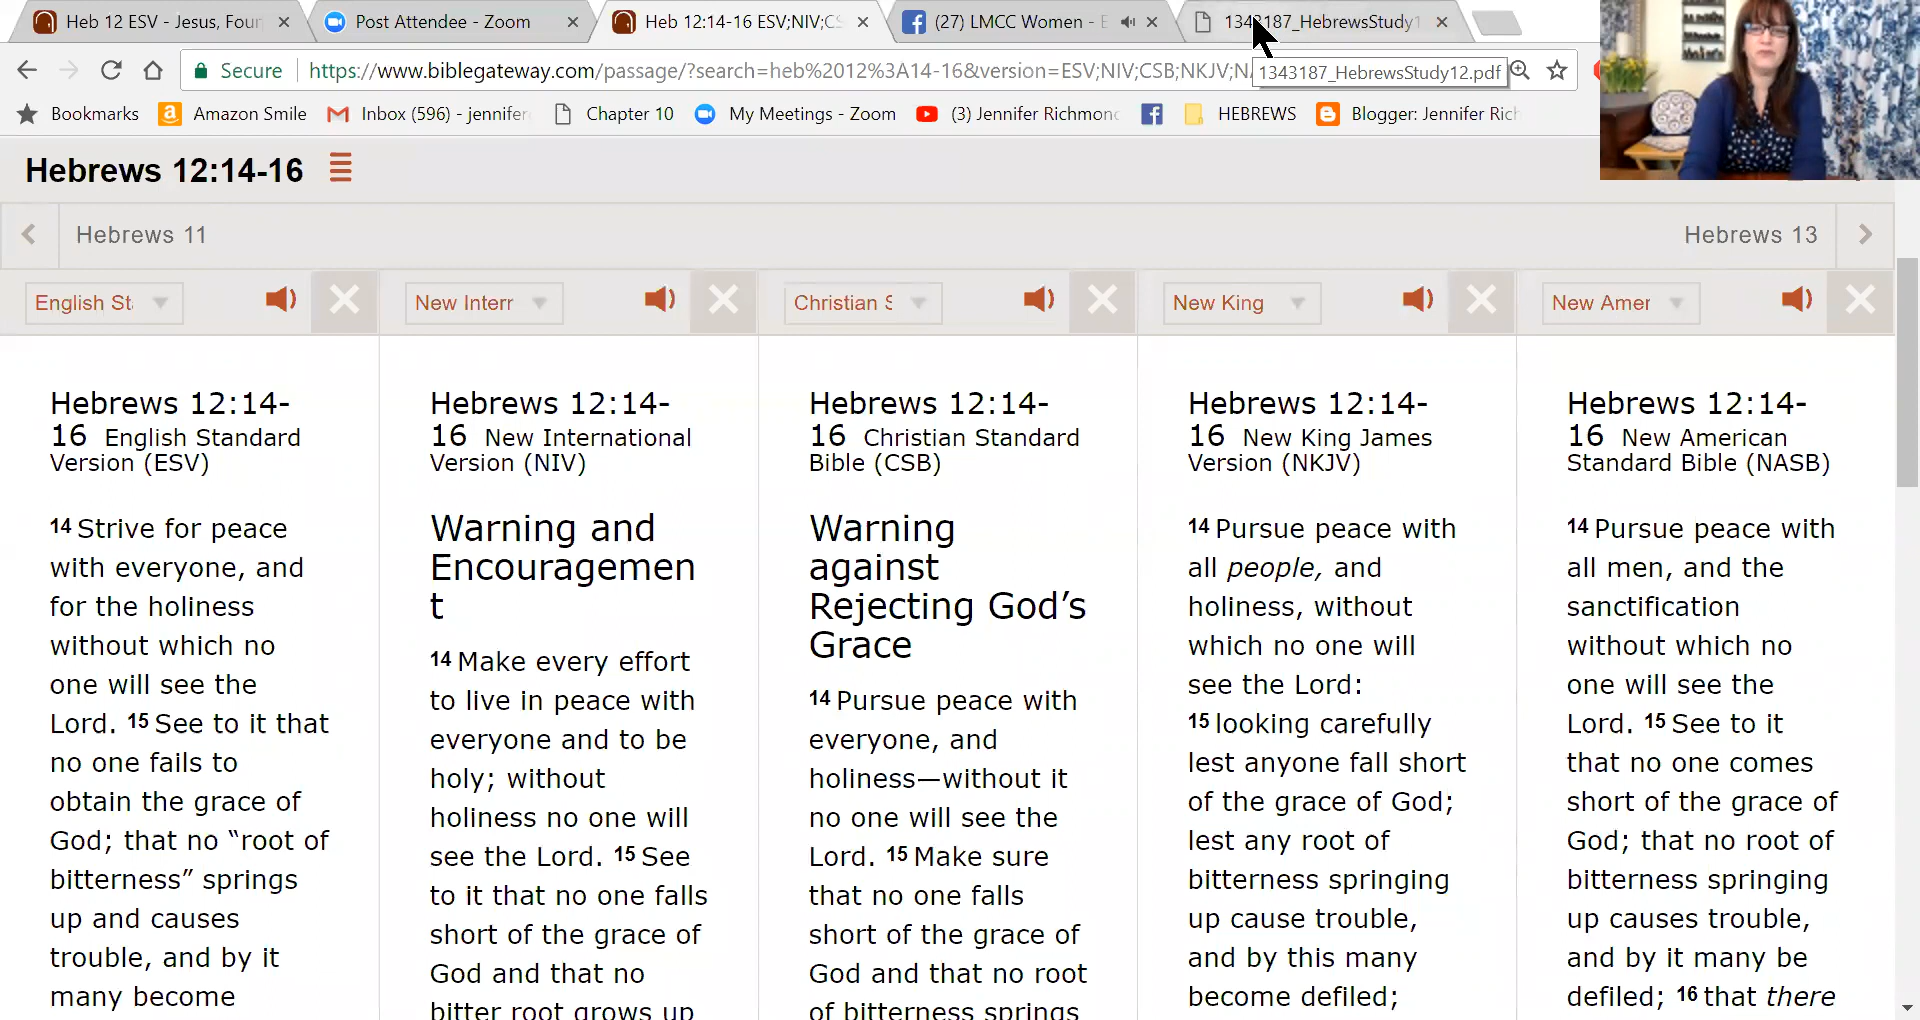 Heb 12 ESV - Jesus, Foun
Post Attendee - Zoom
Heb 12:14-16 ESV;NIV;CS
(27) LMCC Women - E
1343187_HebrewsStudy1
Secure
https://www.biblegateway.com/passage/?search=heb%2012%3A14-16&version=ESV;NIV;CSB;NKJV;NA
1343187_HebrewsStudy12.pdf
Bookmarks
Amazon Smile
Inbox (596) - jennifer
Chapter 10
My Meetings - Zoom
(3) Jennifer Richmond
HEBREWS
Blogger: Jennifer Rich
Hebrews 12:14-16
Hebrews 11
Hebrews 13
English St
New Interr
Christian S
New King
New Amer
Hebrews 12:14-
16 English Standard
Version (ESV)
14 Strive for peace
with everyone, and
for the holiness
without which no
one will see the
Lord. 15 See to it that
no one fails to
obtain the grace of
God; that no “root of
bitterness” springs
up and causes
trouble, and by it
many become
Hebrews 12:14-
16 New International
Version (NIV)
Warning and
Encouragemen
t
14 Make every effort
to live in peace with
everyone and to be
holy; without
holiness no one will
see the Lord. 15 See
to it that no one falls
short of the grace of
God and that no
bitter root grows up
Hebrews 12:14-
16 Christian Standard
Bible (CSB)
Warning
against
Rejecting God’s
Grace
14 Pursue peace with
everyone, and
holiness—without it
no one will see the
Lord. 15 Make sure
that no one falls
short of the grace of
God and that no root
of bitterness springs
Hebrews 12:14-
16 New King James
Version (NKJV)
14 Pursue peace with
all people, and
holiness, without
which no one will
see the Lord:
15 looking carefully
lest anyone fall short
of the grace of God;
lest any root of
bitterness springing
up cause trouble,
and by this many
become defiled;
Hebrews 12:14-
16 New American
Standard Bible (NASB)
14 Pursue peace with
all men, and the
sanctification
without which no
one will see the
Lord. 15 See to it
that no one comes
short of the grace of
God; that no root of
bitterness springing
up causes trouble,
and by it many be
defiled; 16 that there